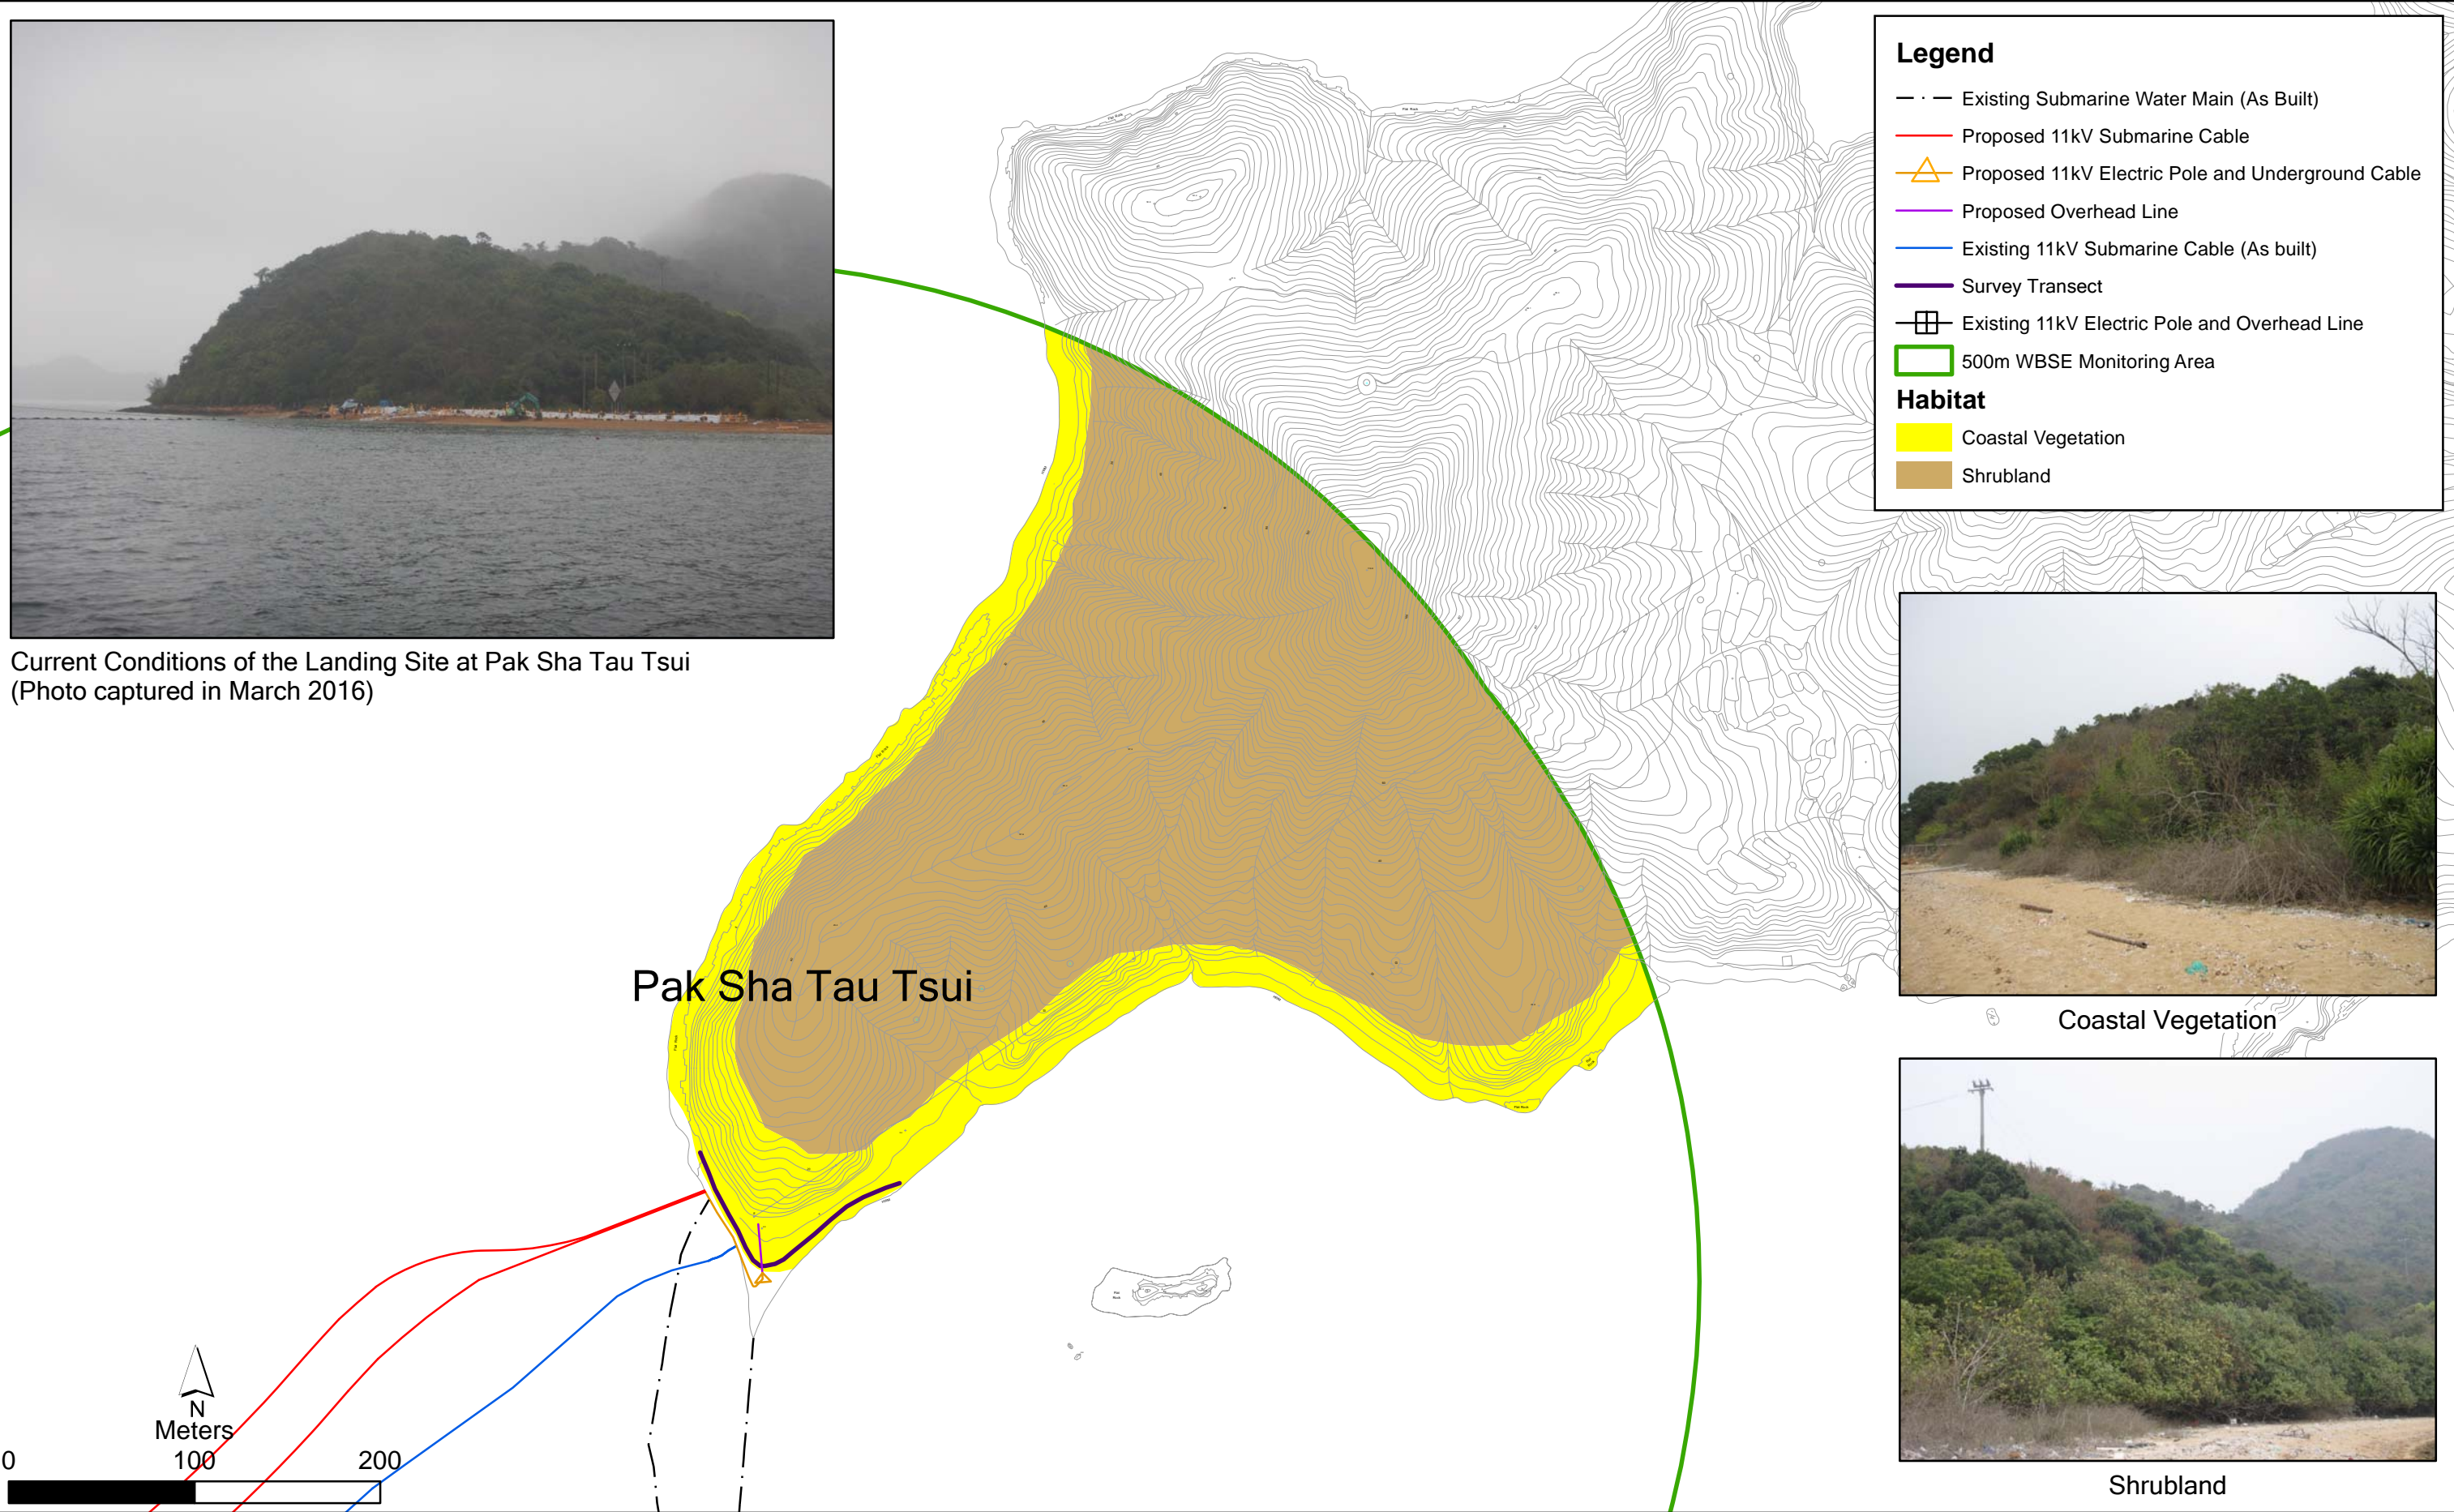 Legend
Existing Submarine Water Main (As Built)
Proposed 11kV Submarine Cable
Proposed 11kV Electric Pole and Underground Cable
Proposed Overhead Line
Existing 11kV Submarine Cable (As built)
Survey Transect
Existing 11kV Electric Pole and Overhead Line
500m WBSE Monitoring Area
Habitat
Coastal Vegetation
Shrubland
Current Conditions of the Landing Site at Pak Sha Tau Tsui
(Photo captured in March 2016)
Pak Sha Tau Tsui
Coastal Vegetation
Shrubland
N
Meters
0 100 200